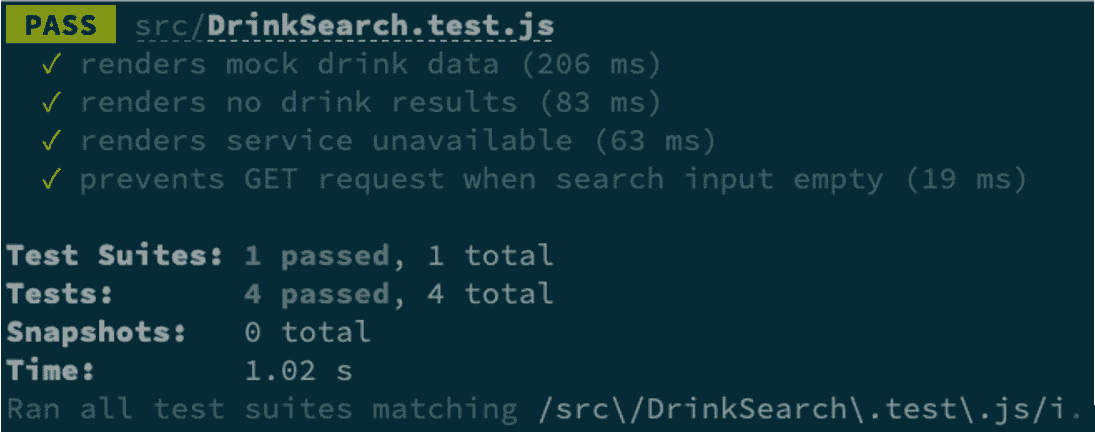 PASS src/DrinkSearch.test.js
✓ renders mock drink data (206 ms)
✓ renders no drink results (83 ms)
✓ renders service unavailable (63 ms)
✓ prevents GET request when search input empty (19 ms)
Test Suites: 1 passed, 1 total
Tests: 4 passed, 4 total
Snapshots: 0 total
Time: 1.02 s
Ran all test suites matching /src\/DrinkSearch\.test\.js/i.